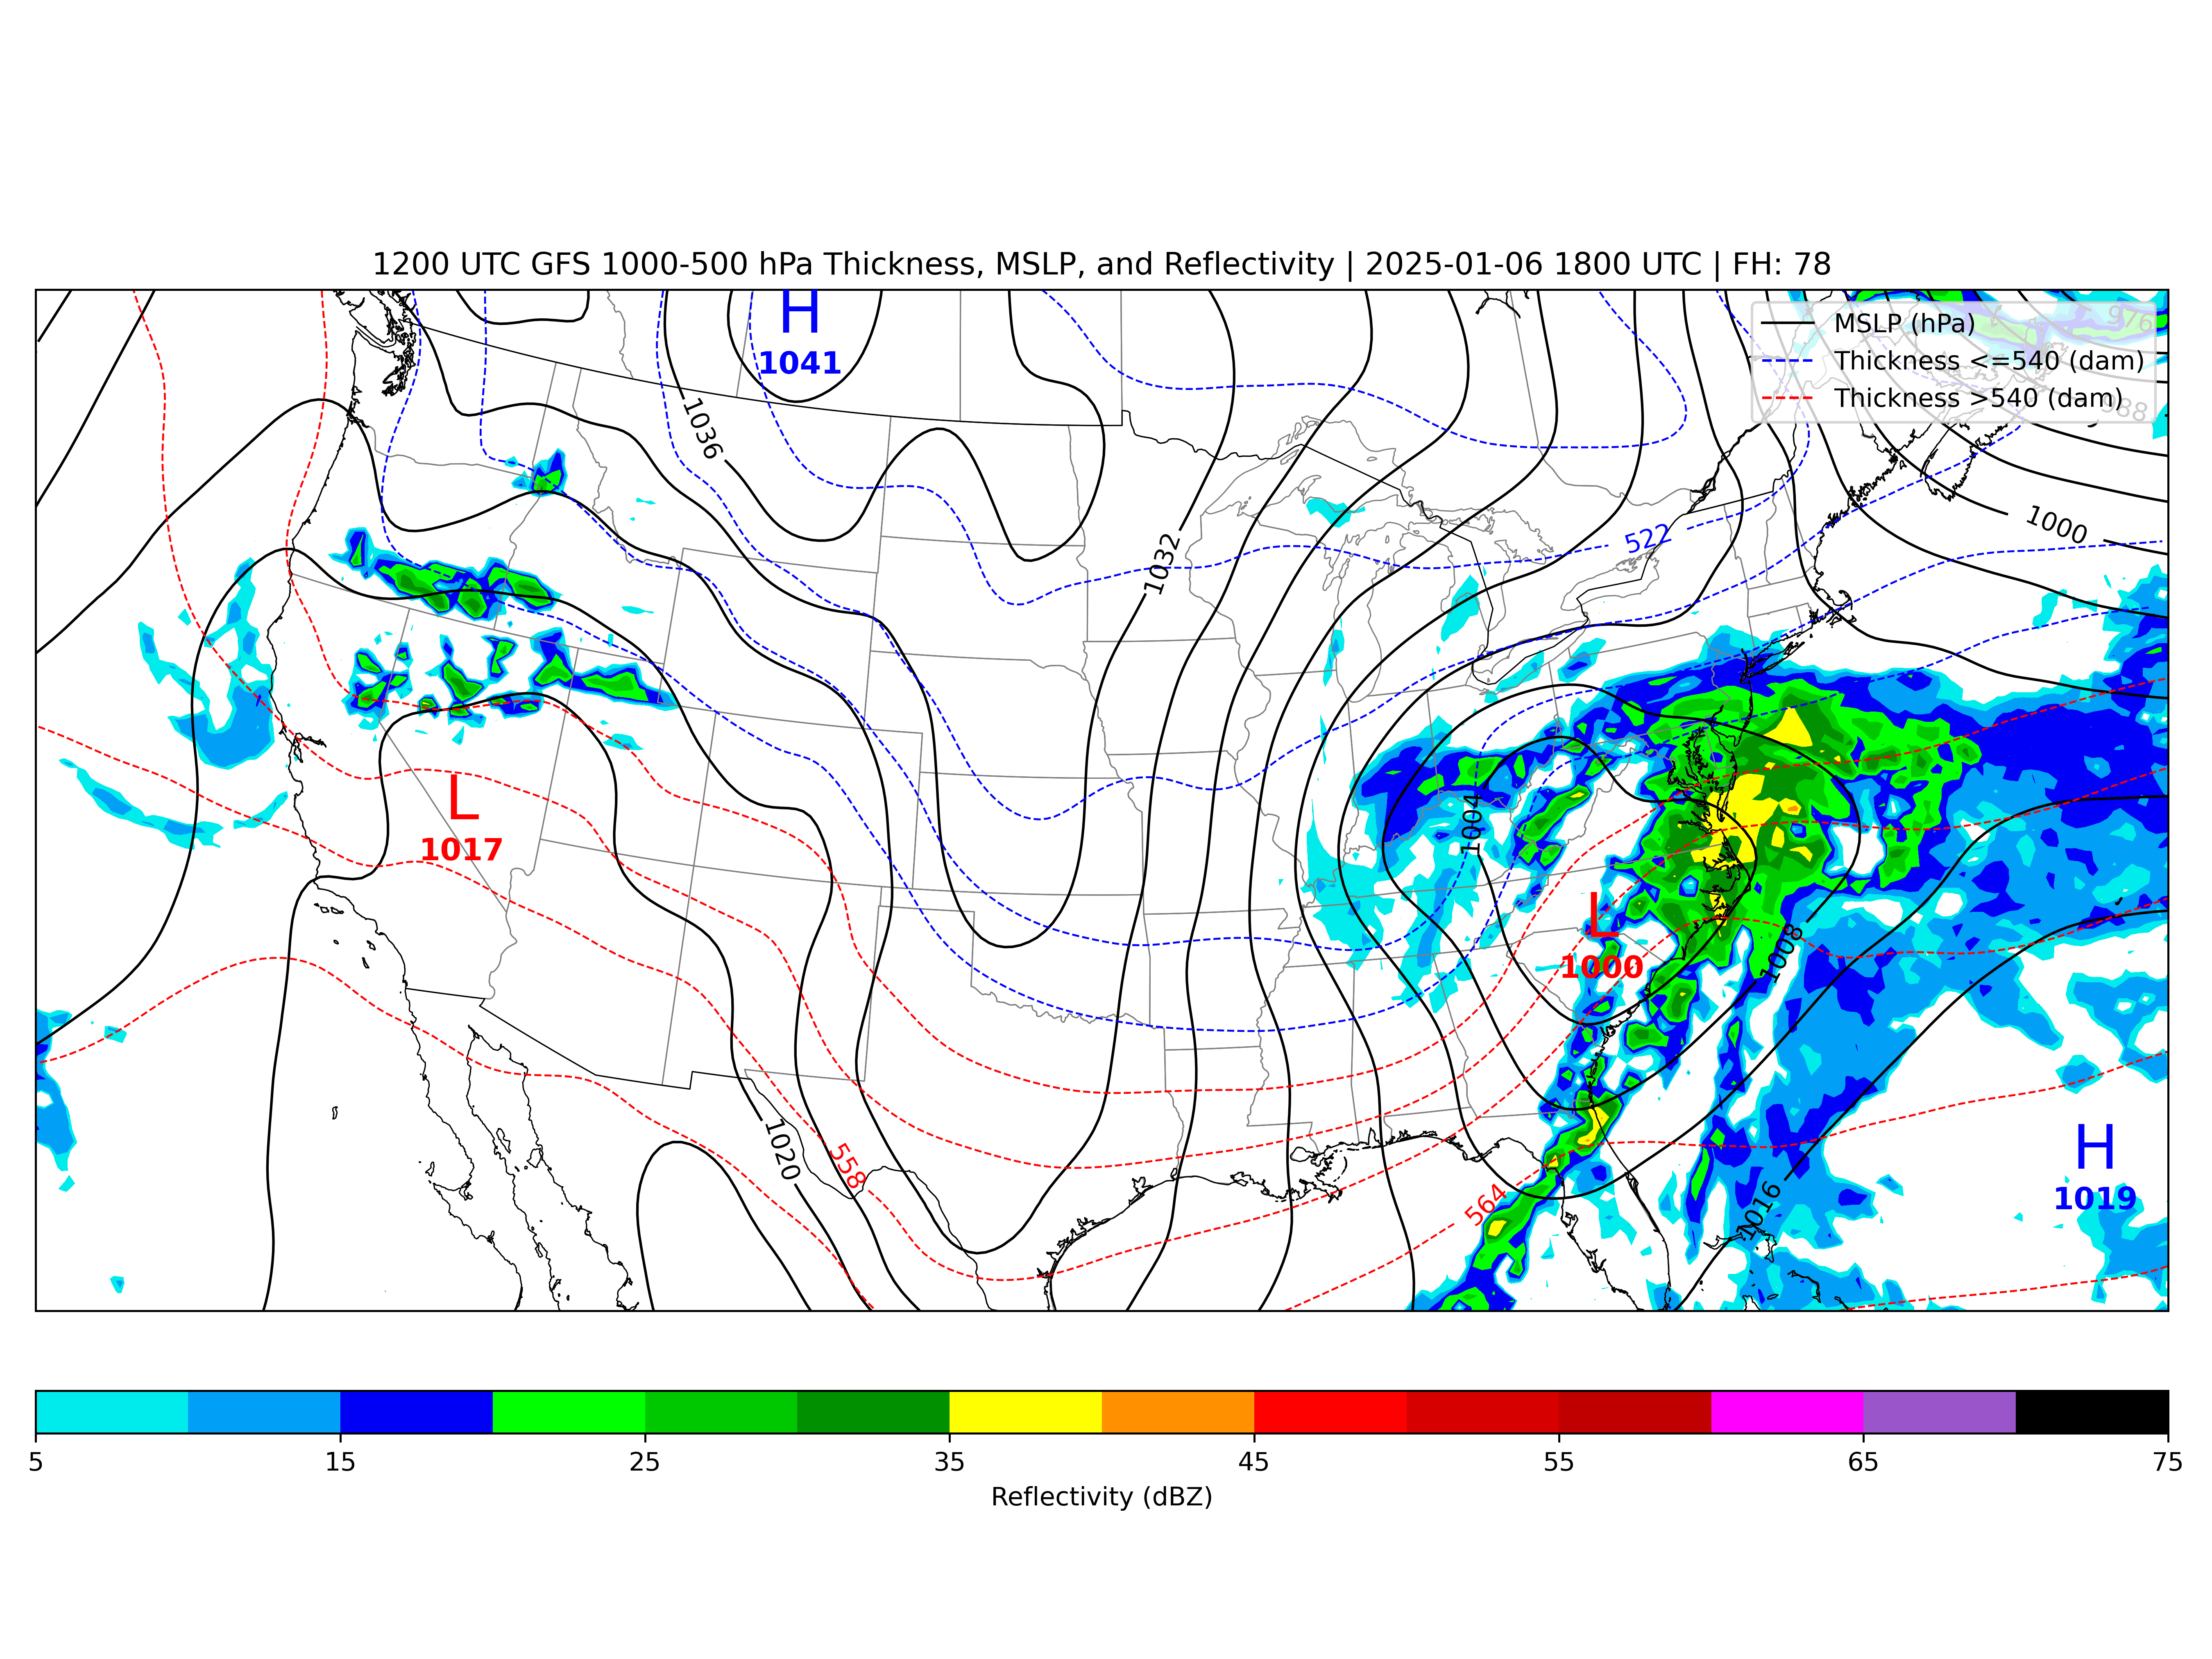 1200 UTC GFS 1000-500 hPa Thickness, MSLP, and Reflectivity | 2025-01-06 1800 UTC | FH: 78
H
1041
MSLP (hPa)
Thickness <=540 (dam)
Thickness >540 (dam)
976
988
1036
1000
522
1032
L
1017
1004
L
1000
1008
H
1019
1020
558
564
1016
5 15 25 35 45 55 65 75
Reflectivity (dBZ)